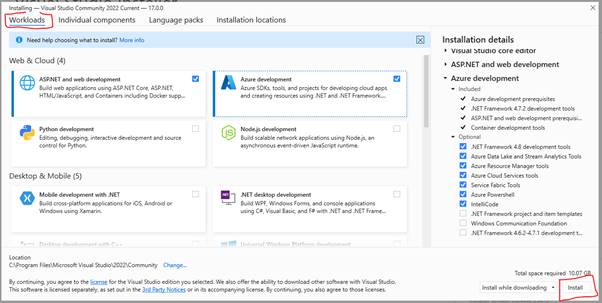 Installing — Visual Studio Community 2022 Current — 17.0.0
Workloads
Individual components
Language packs
Installation locations
Need help choosing what to install? More info
Web & Cloud (4)
ASP.NET and web development
Build web applications using ASP.NET Core, ASP.NET,
HTML/JavaScript, and Containers including Docker supp...
Azure development
Azure SDKs, tools, and projects for developing cloud apps
and creating resources using .NET and .NET Framework....
Python development
Editing, debugging, interactive development and source
control for Python.
Node.js development
Build scalable network applications using Node.js, an
asynchronous event-driven JavaScript runtime.
Desktop & Mobile (5)
Mobile development with .NET
Build cross-platform applications for iOS, Android or
Windows using Xamarin.
.NET desktop development
Build WPF, Windows Forms, and console applications
using C#, Visual Basic, and F# with .NET and .NET Frame...
Desktop development with C++
Universal Windows Platform development
Installation details
Visual Studio core editor
ASP.NET and web development
Azure development
Included
Azure development prerequisites
.NET Framework 4.7.2 development tools
ASP.NET and web development prerequisi...
Container development tools
Optional
.NET Framework 4.8 development tools
Azure Data Lake and Stream Analytics Tools
Azure Resource Manager tools
Azure Cloud Services tools
Service Fabric Tools
Azure Powershell
IntelliCode
.NET Framework project and item templates
Windows Communication Foundation
.NET Framework 4.6.2-4.7.1 development t...
Location
C:\Program Files\Microsoft Visual Studio\2022\Community Change...
Total space required 10.07 GB
By continuing, you agree to the license for the Visual Studio edition you selected. We also offer the ability to download other software with Visual Studio.
This software is licensed separately, as set out in the 3rd Party Notices or in its accompanying license. By continuing, you also agree to those licenses.
Install while downloading
Install